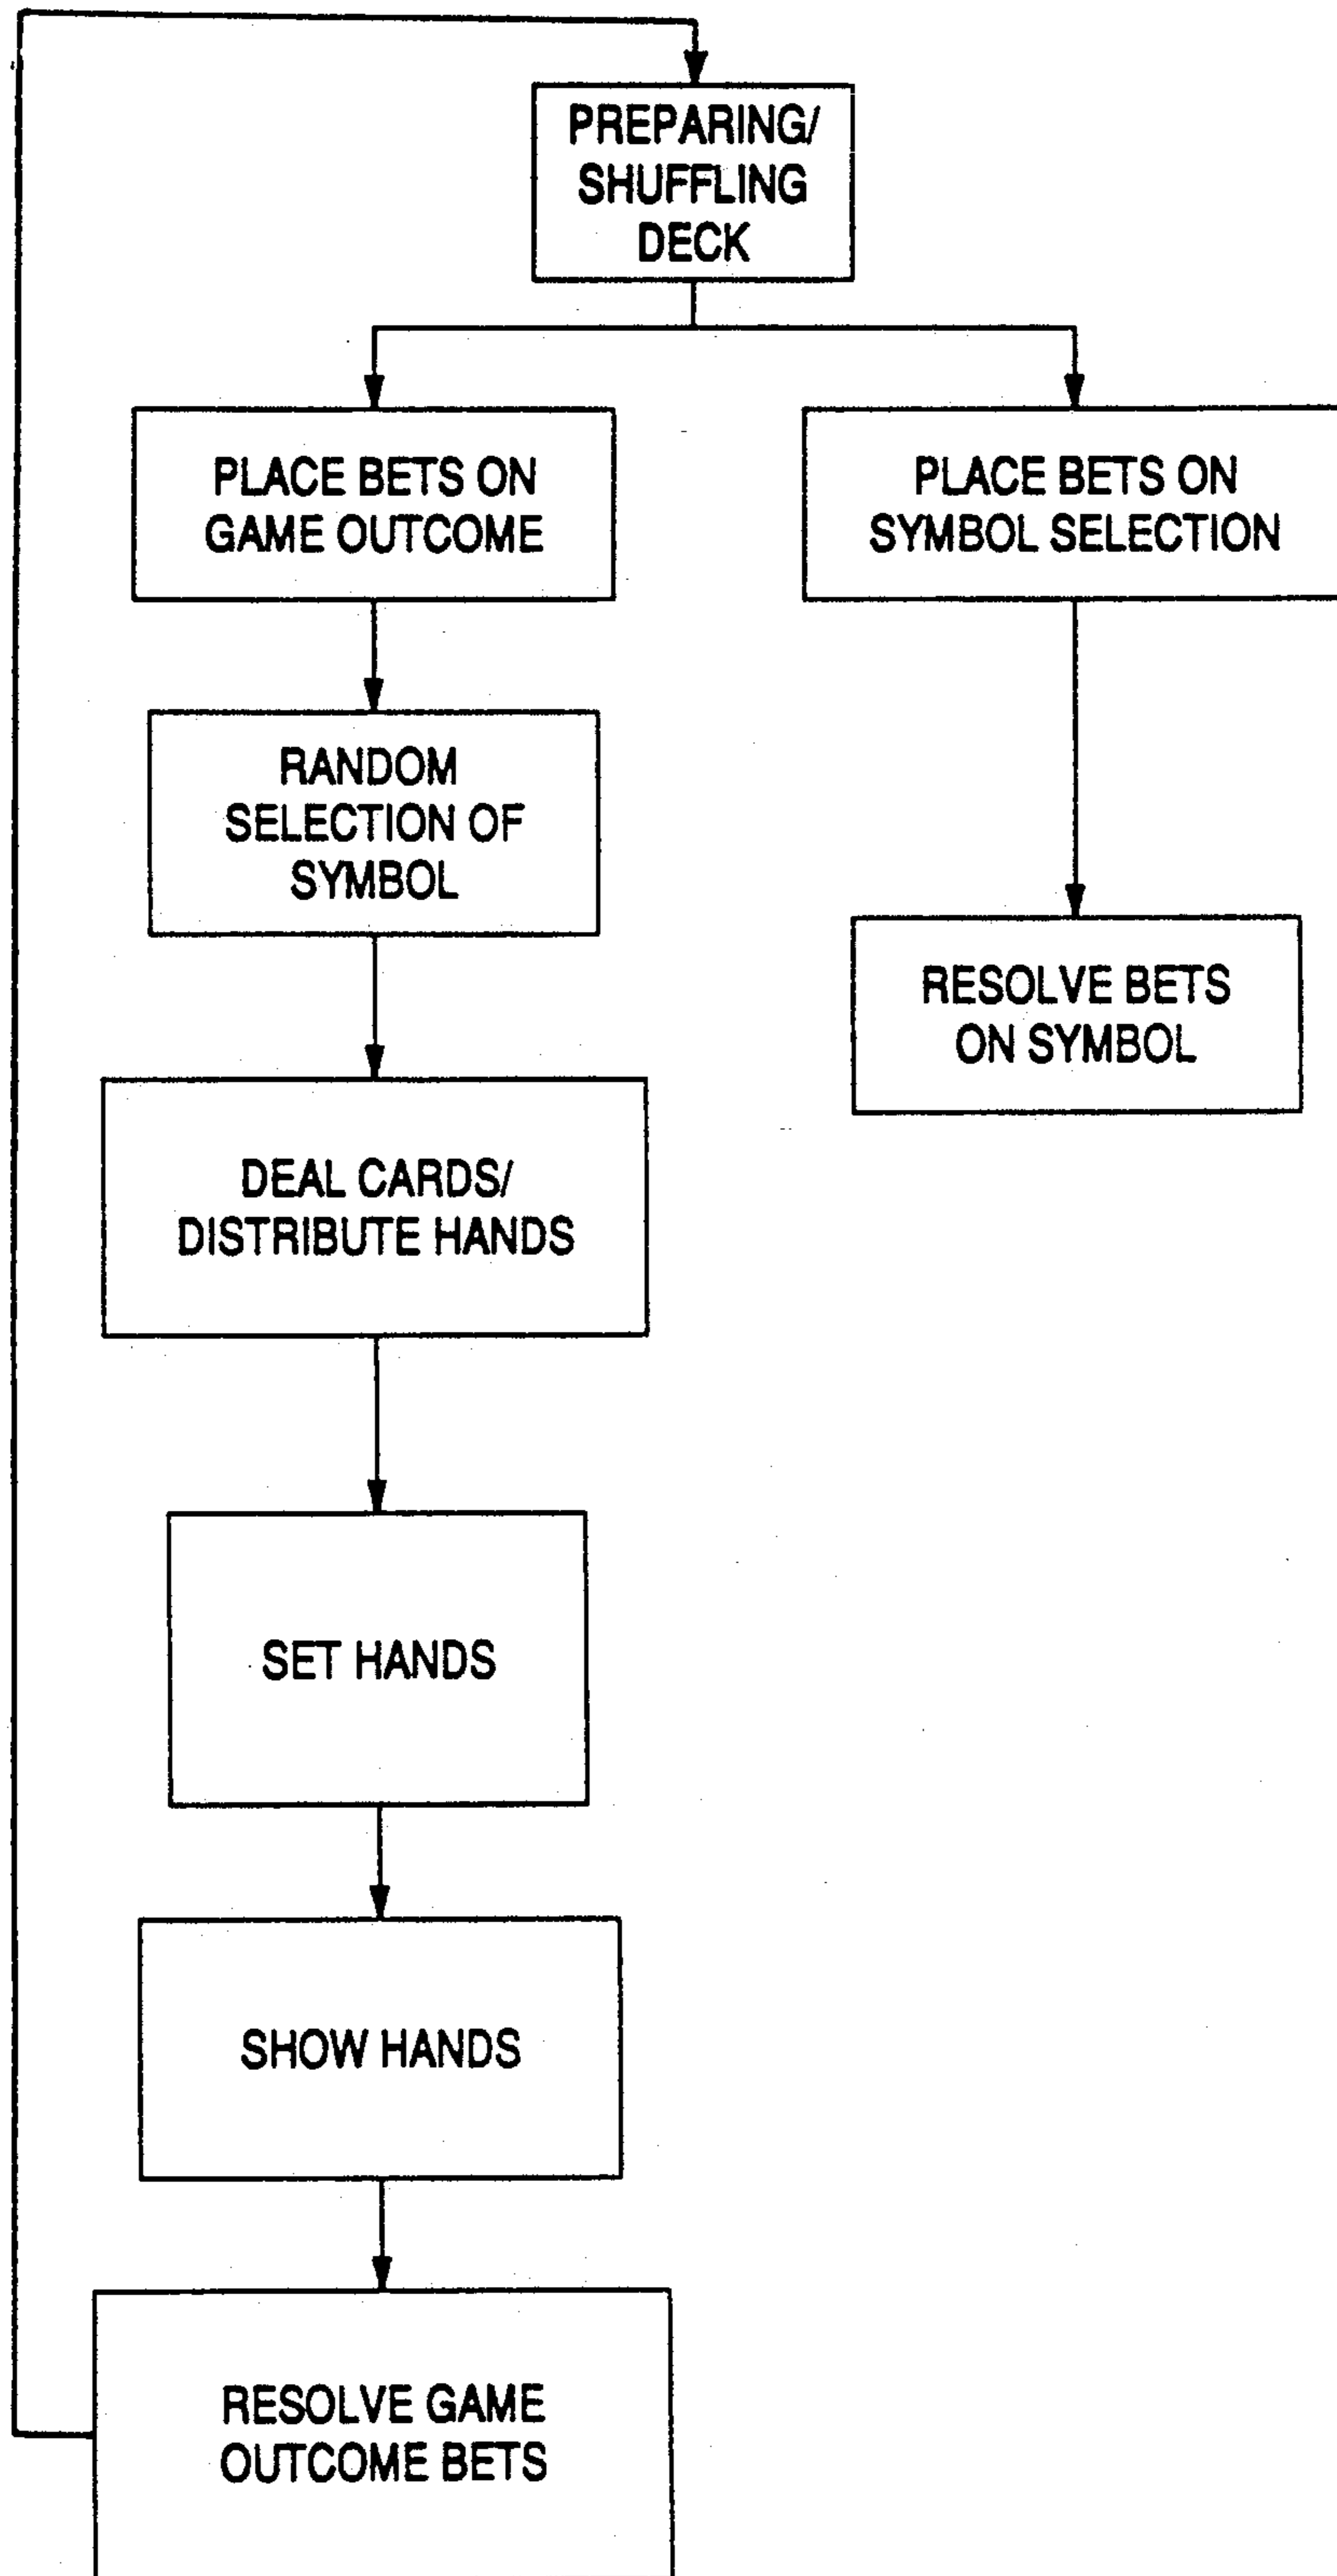 PREPARING/
SHUFFLING
DECK
PLACE BETS ON
GAME OUTCOME
PLACE BETS ON
SYMBOL SELECTION
RANDOM
SELECTION OF
SYMBOL
RESOLVE BETS
ON SYMBOL
DEAL CARDS/
DISTRIBUTE HANDS
SET HANDS
SHOW HANDS
RESOLVE GAME
OUTCOME BETS